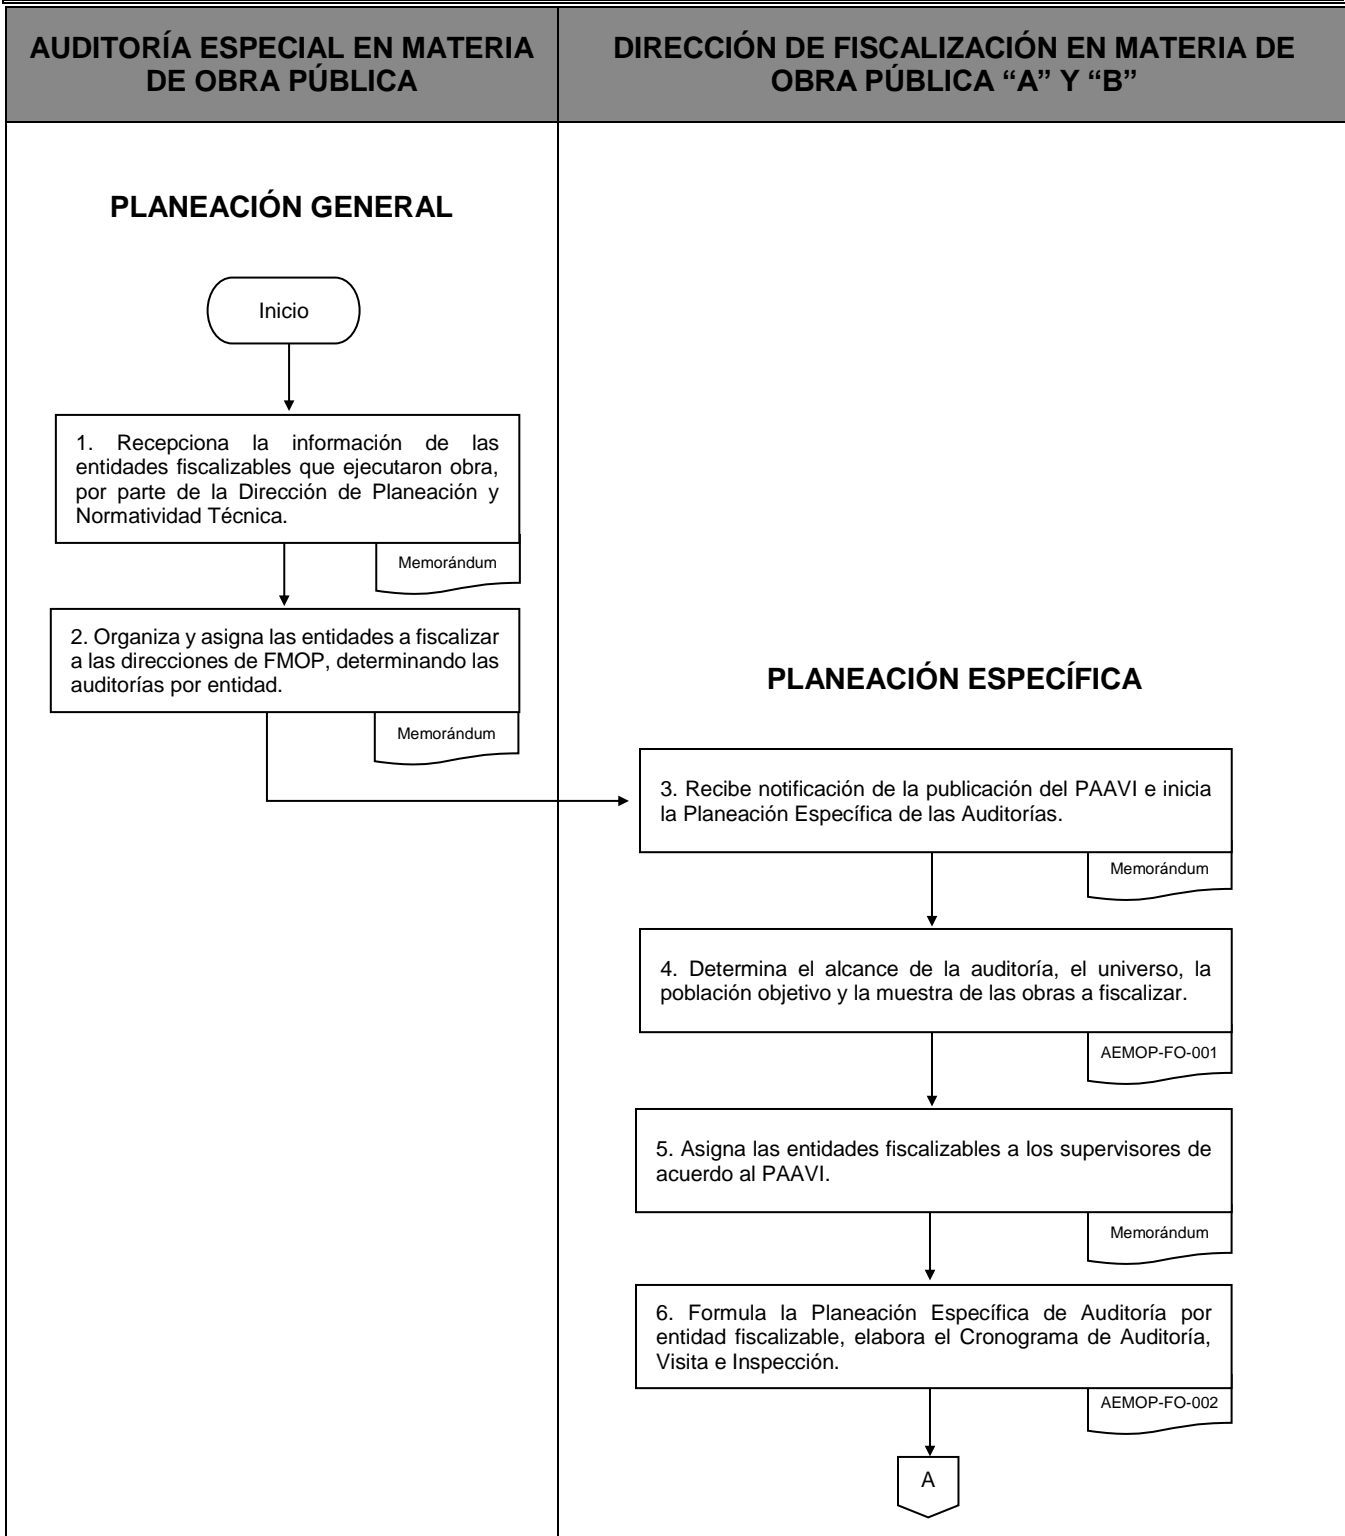 AUDITORÍA ESPECIAL EN MATERIA
DE OBRA PÚBLICA
DIRECCIÓN DE FISCALIZACIÓN EN MATERIA DE
OBRA PÚBLICA “A” Y “B”
PLANEACIÓN GENERAL
Inicio
1. Recepciona la información de las
entidades fiscalizables que ejecutaron obra,
por parte de la Dirección de Planeación y
Normatividad Técnica.
Memorándum
2. Organiza y asigna las entidades a fiscalizar
a las direcciones de FMOP, determinando las
auditorías por entidad.
Memorándum
PLANEACIÓN ESPECÍFICA
3. Recibe notificación de la publicación del PAAVI e inicia
la Planeación Específica de las Auditorías.
Memorándum
4. Determina el alcance de la auditoría, el universo, la
población objetivo y la muestra de las obras a fiscalizar.
AEMOP-FO-001
5. Asigna las entidades fiscalizables a los supervisores de
acuerdo al PAAVI.
Memorándum
6. Formula la Planeación Específica de Auditoría por
entidad fiscalizable, elabora el Cronograma de Auditoría,
Visita e Inspección.
AEMOP-FO-002
A